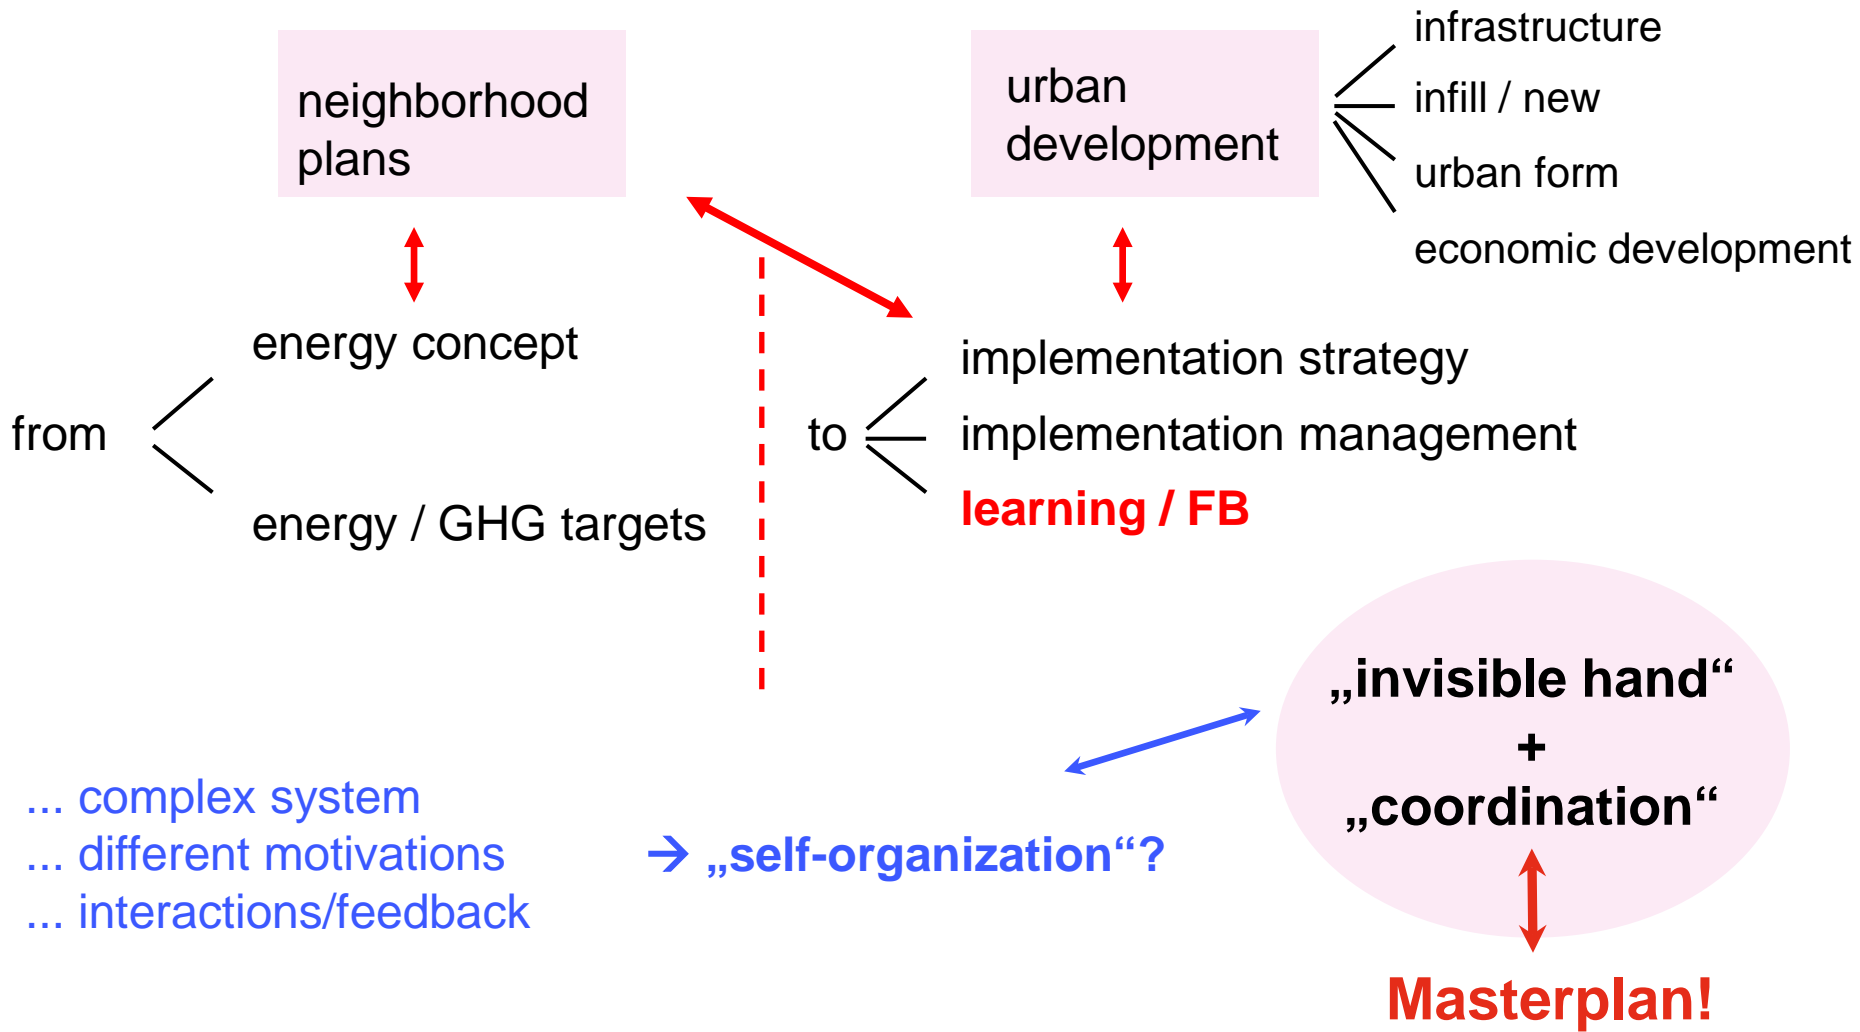 neighborhood
plans
urban
development
infrastructure
infill / new
urban form
economic development
from
energy concept
energy / GHG targets
to
implementation strategy
implementation management
learning / FB
... complex system
... different motivations
... interactions/feedback
→ „self-organization“?
„invisible hand“
+
„coordination“
Masterplan!